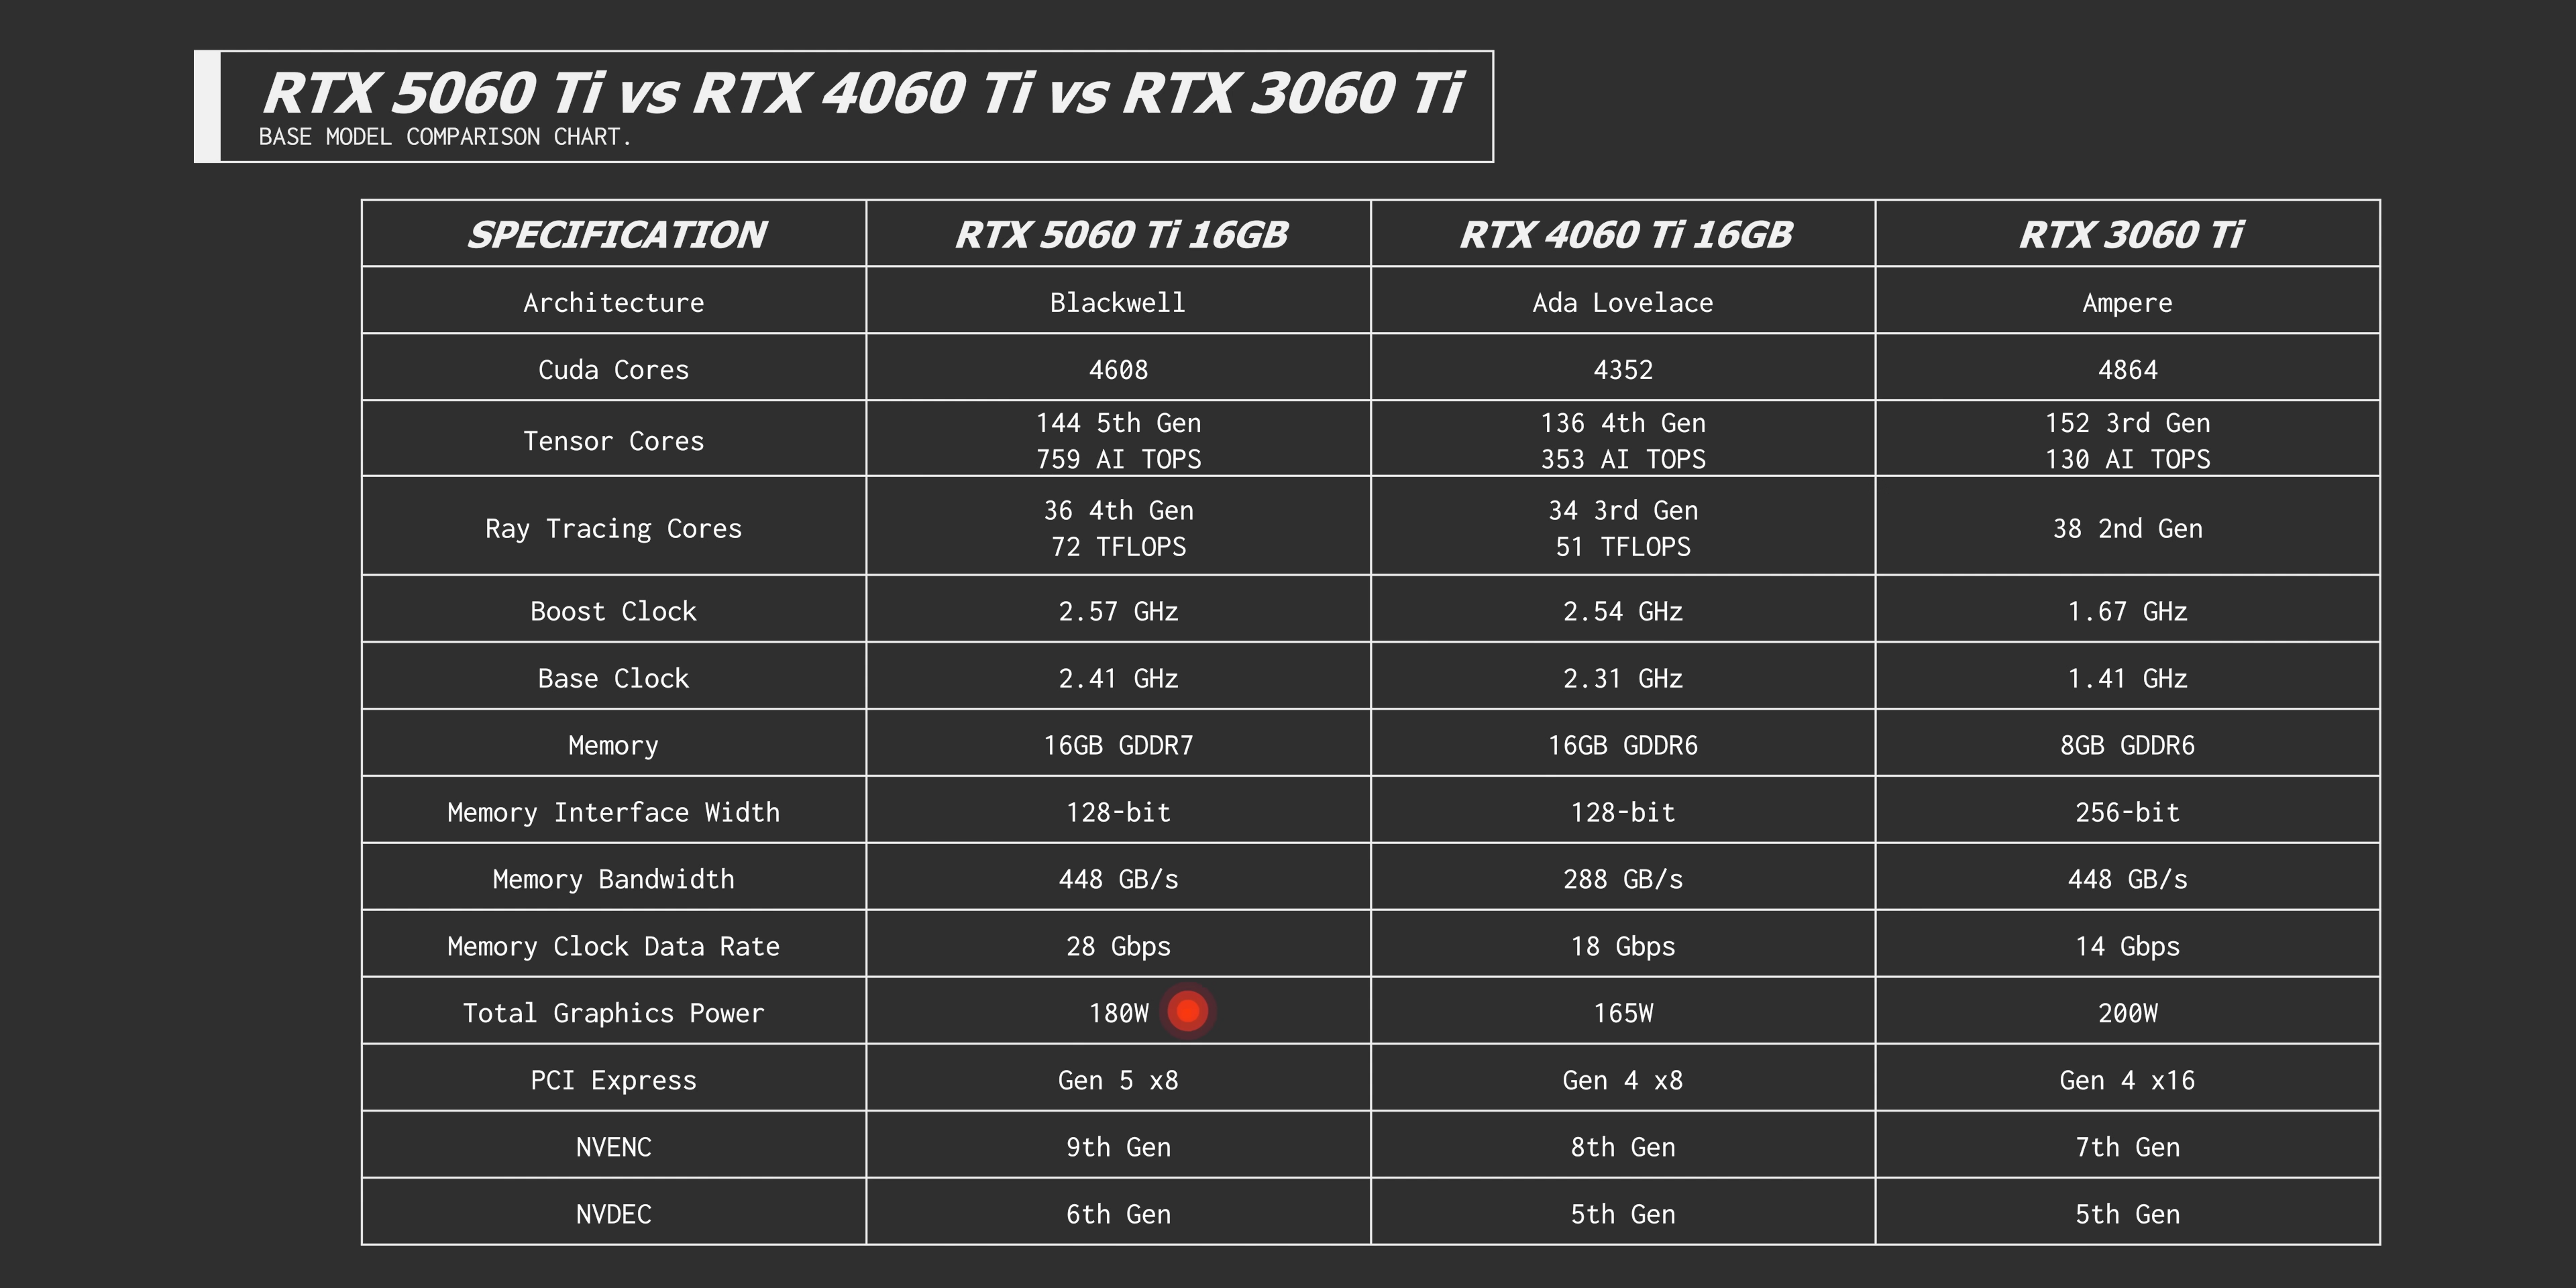 RTX 5060 Ti vs RTX 4060 Ti vs RTX 3060 Ti
BASE MODEL COMPARISON CHART.
SPECIFICATION RTX 5060 Ti 16GB RTX 4060 Ti 16GB RTX 3060 Ti
Architecture Blackwell Ada Lovelace Ampere
Cuda Cores 4608 4352 4864
Tensor Cores 144 5th Gen 136 4th Gen 152 3rd Gen
759 AI TOPS 353 AI TOPS 130 AI TOPS
Ray Tracing Cores 36 4th Gen 34 3rd Gen 38 2nd Gen
72 TFLOPS 51 TFLOPS
Boost Clock 2.57 GHz 2.54 GHz 1.67 GHz
Base Clock 2.41 GHz 2.31 GHz 1.41 GHz
Memory 16GB GDDR7 16GB GDDR6 8GB GDDR6
Memory Interface Width 128-bit 128-bit 256-bit
Memory Bandwidth 448 GB/s 288 GB/s 448 GB/s
Memory Clock Data Rate 28 Gbps 18 Gbps 14 Gbps
Total Graphics Power 180W 165W 200W
PCI Express Gen 5 x8 Gen 4 x8 Gen 4 x16
NVENC 9th Gen 8th Gen 7th Gen
NVDEC 6th Gen 5th Gen 5th Gen